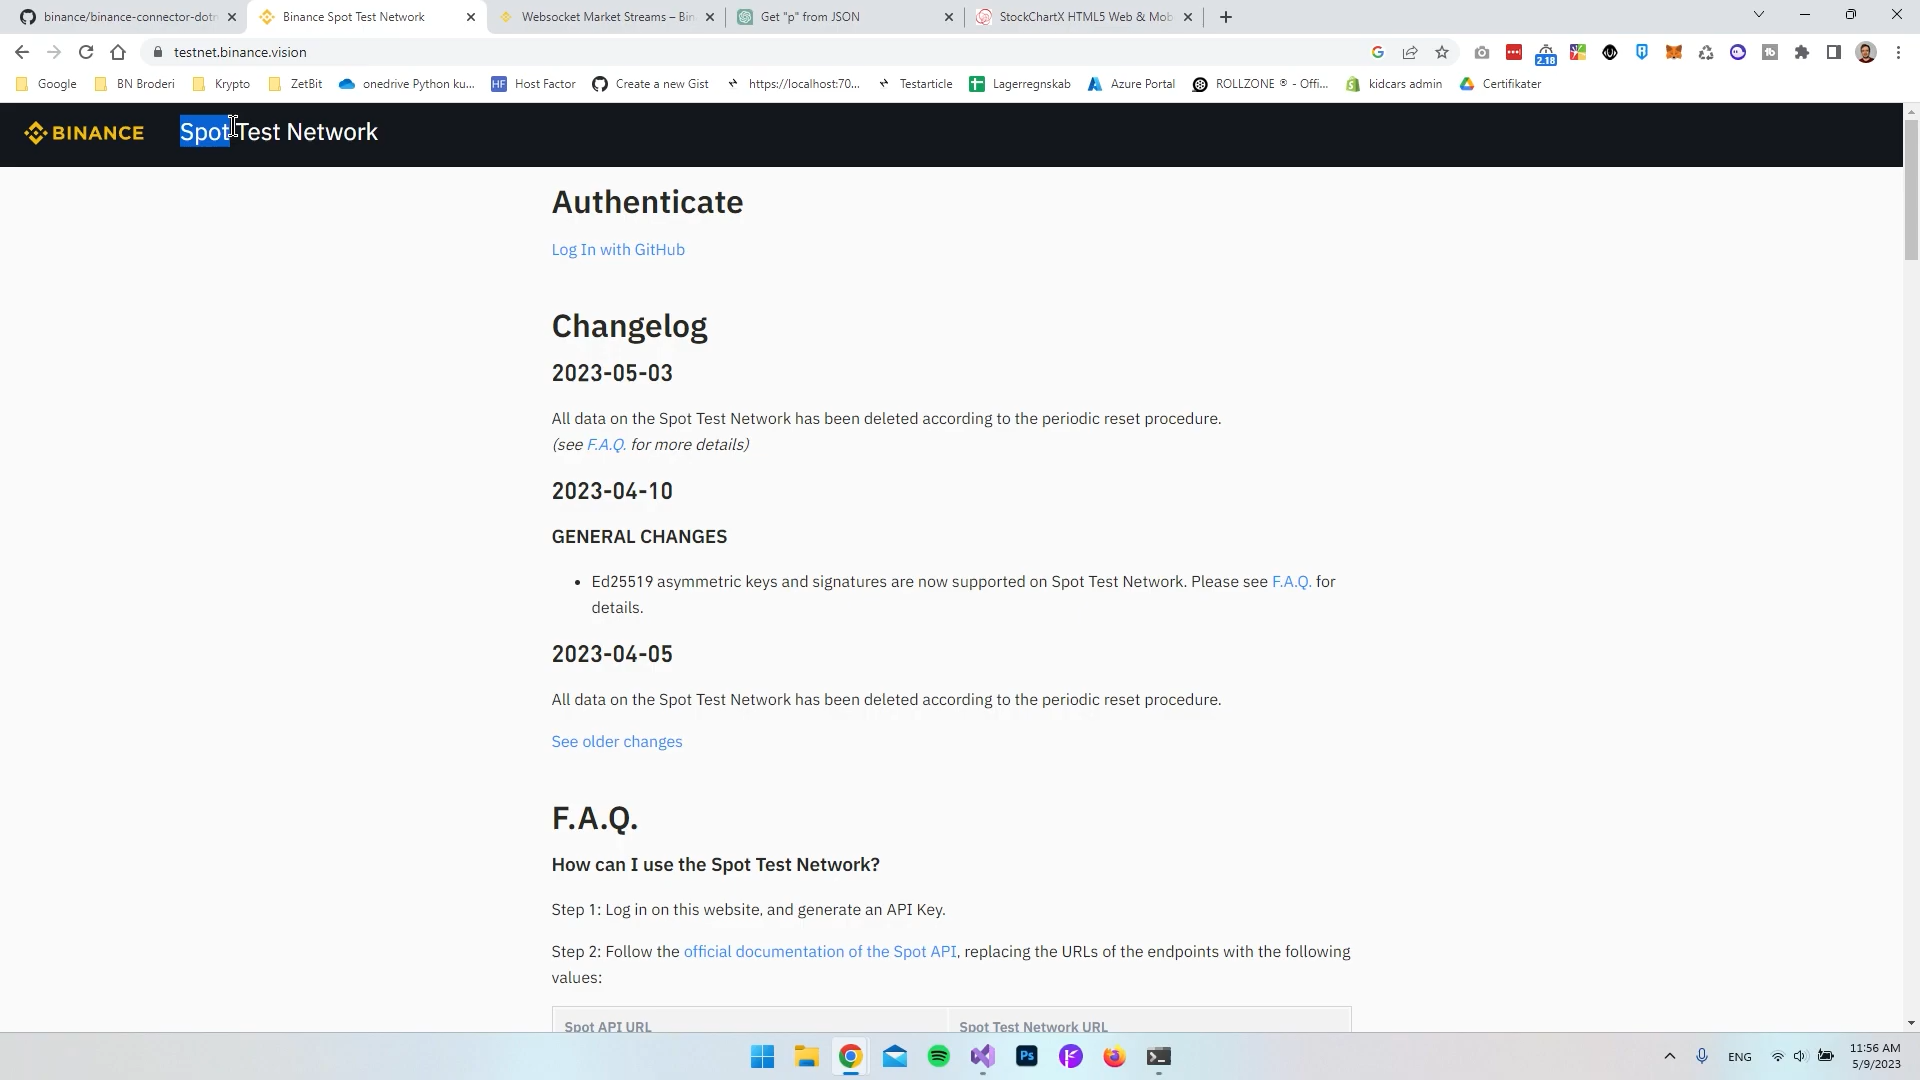 binance/binance-connector-dotn
Binance Spot Test Network
Websocket Market Streams – Bin
Get "p" from JSON
StockChartX HTML5 Web & Mob
testnet.binance.vision
2.18
Google
BN Broderi
Krypto
ZetBit
onedrive Python ku...
HF Host Factor
Create a new Gist
https://localhost:70...
Testarticle
Lagerregnskab
Azure Portal
ROLLZONE ® - Offi...
kidcars admin
Certifikater
BINANCE
Spot Test Network
Authenticate
Log In with GitHub
Changelog
2023-05-03
All data on the Spot Test Network has been deleted according to the periodic reset procedure.
(see F.A.Q. for more details)
2023-04-10
GENERAL CHANGES
• Ed25519 asymmetric keys and signatures are now supported on Spot Test Network. Please see F.A.Q. for
details.
2023-04-05
All data on the Spot Test Network has been deleted according to the periodic reset procedure.
See older changes
F.A.Q.
How can I use the Spot Test Network?
Step 1: Log in on this website, and generate an API Key.
Step 2: Follow the official documentation of the Spot API, replacing the URLs of the endpoints with the following
values:
Spot API URL
Spot Test Network URL
Ps
ENG
11:56 AM
5/9/2023